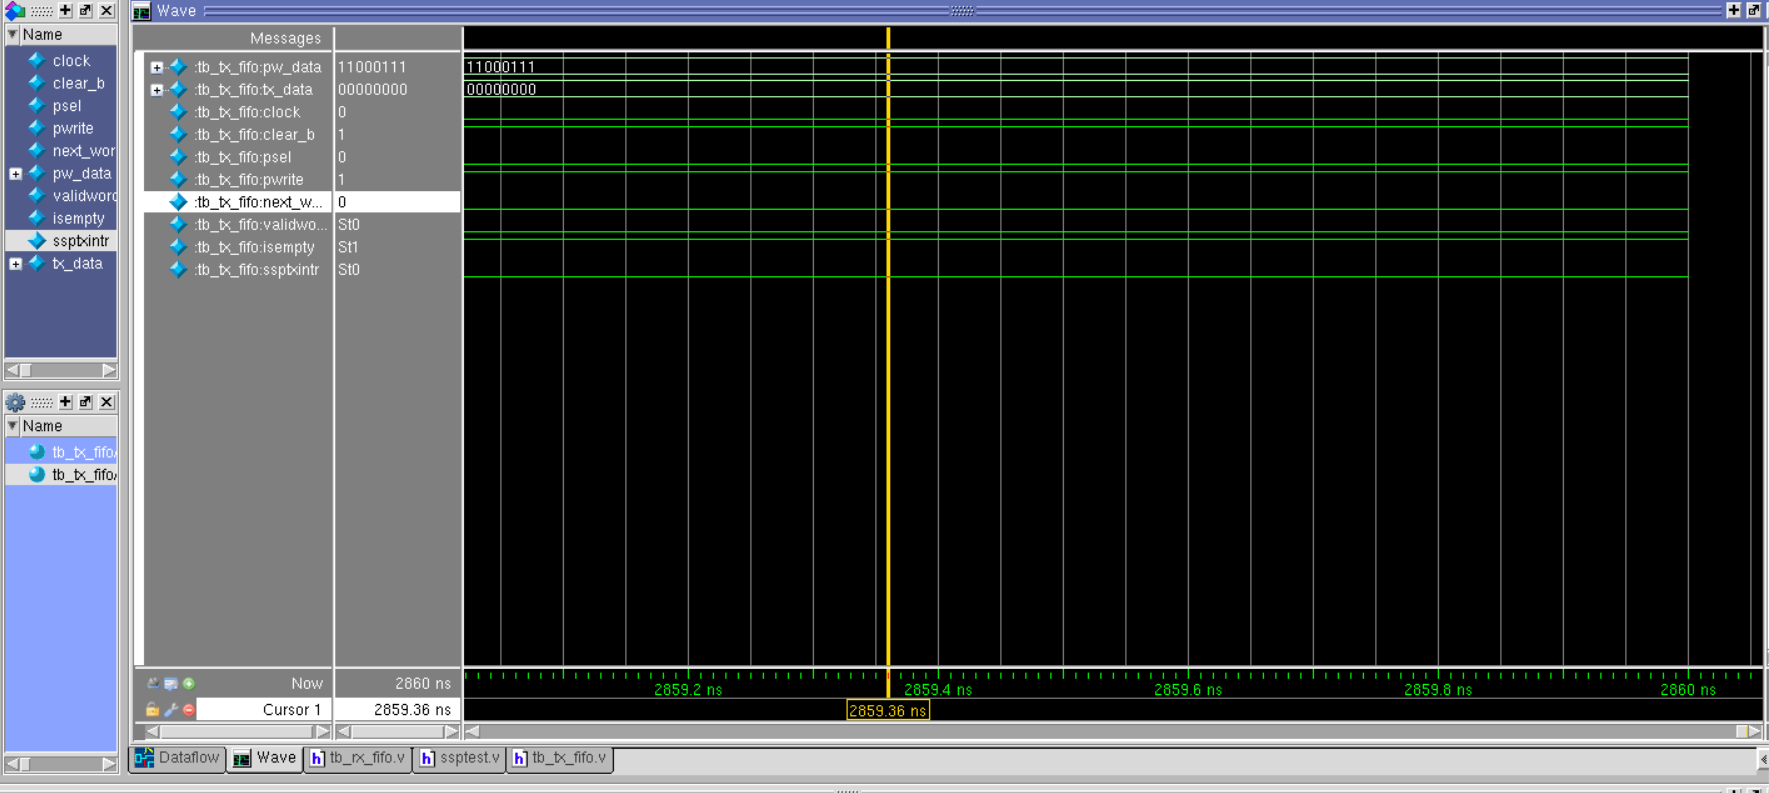 Wave
Name
clock
clear_b
psel
pwrite
next_wor
pw_data
validword
isempty
ssptxintr
tx_data
Name
tb_tx_fifo/
tb_tx_fifo/
Messages
:tb_tx_fifo:pw_data 11000111 11000111
:tb_tx_fifo:tx_data 00000000 00000000
:tb_tx_fifo:clock 0
:tb_tx_fifo:clear_b 1
:tb_tx_fifo:psel 0
:tb_tx_fifo:pwrite 1
:tb_tx_fifo:next_w... 0
:tb_tx_fifo:validwo... St0
:tb_tx_fifo:isempty St1
:tb_tx_fifo:ssptxintr St0
Now 2860 ns
2859.2 ns 2859.4 ns 2859.6 ns 2859.8 ns 2860 ns
Cursor 1 2859.36 ns 2859.36 ns
Dataflow Wave tb_rx_fifo.v ssptest.v tb_tx_fifo.v